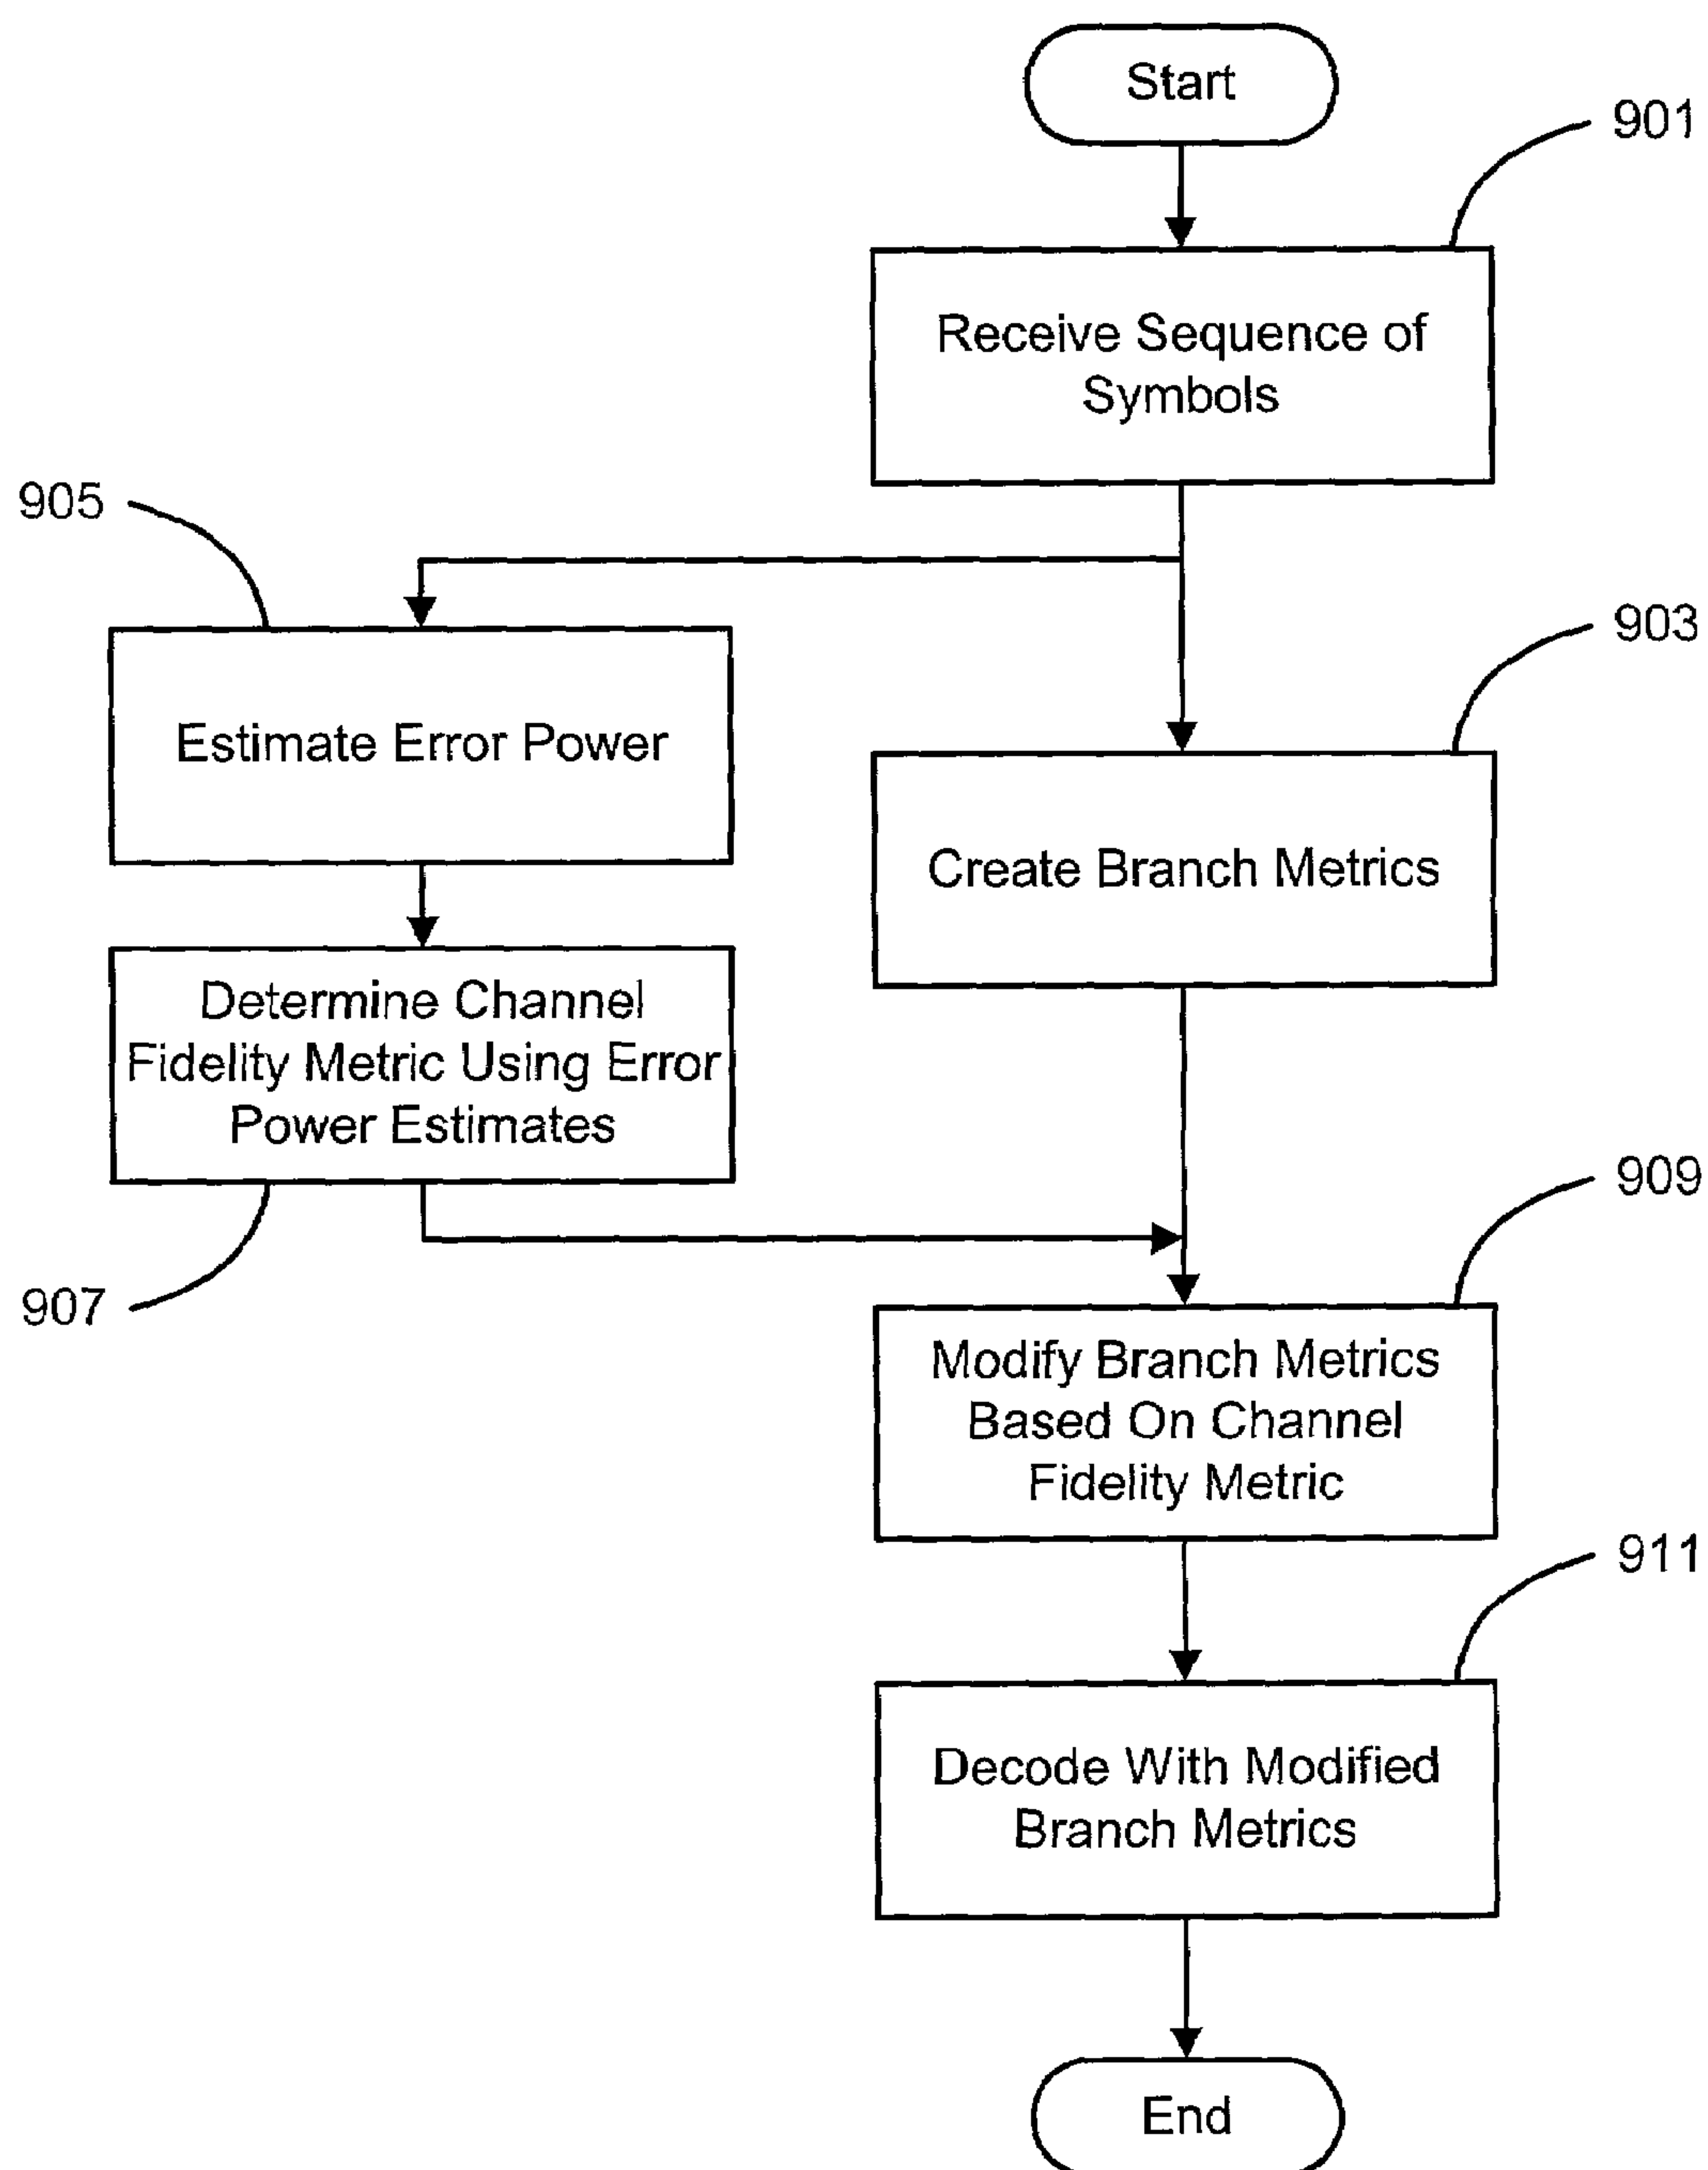 Start
901
Receive Sequence of
Symbols
905
903
Estimate Error Power
Create Branch Metrics
Determine Channel
Fidelity Metric Using Error
Power Estimates
909
907
Modify Branch Metrics
Based On Channel
Fidelity Metric
911
Decode With Modified
Branch Metrics
End